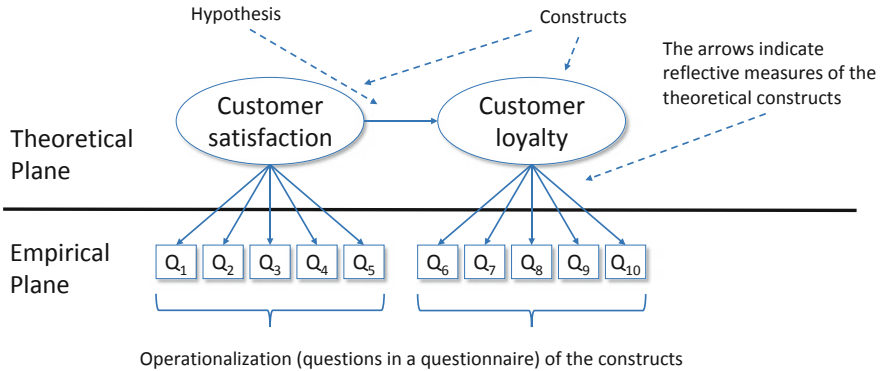 Hypothesis
Constructs
The arrows indicate
reflective measures of the
theoretical constructs
Customer
satisfaction
Customer
loyalty
Theoretical
Plane
Empirical
Plane
Q1 Q2 Q3 Q4 Q5 Q6 Q7 Q8 Q9 Q10
Operationalization (questions in a questionnaire) of the constructs